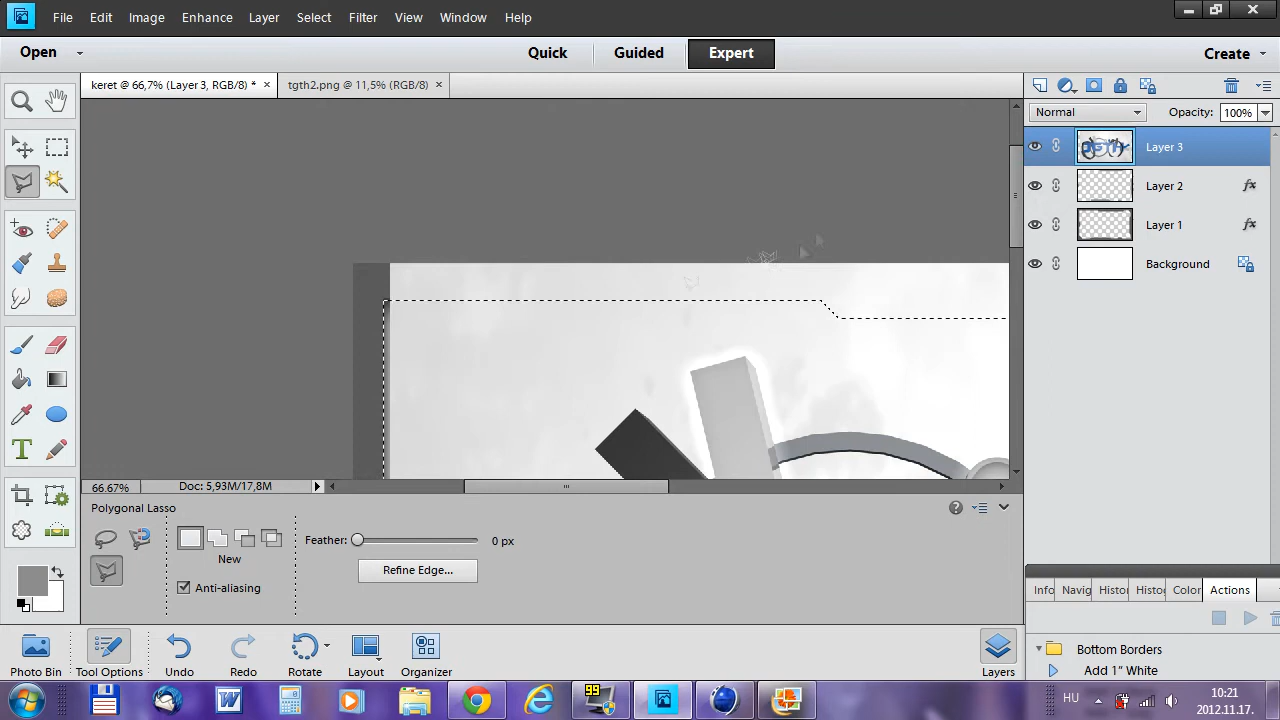 File Edit Image Enhance Layer Select Filter View Window Help
Open Quick Guided Expert Create
keret @ 66,7% (Layer 3, RGB/8) * × tgth2.png @ 11,5% (RGB/8) ×
Normal Opacity: 100%
Layer 3
Layer 2 fx
Layer 1 fx
Background
66.67% Doc: 5,93M/17,8M
Polygonal Lasso
Feather: 0 px
New
Refine Edge...
Anti-aliasing
Info Navig Histor Histo Color Actions
Bottom Borders
Add 1" White
Photo Bin Tool Options Undo Redo Rotate Layout Organizer Layers
99
HU
10:21
2012.11.17.